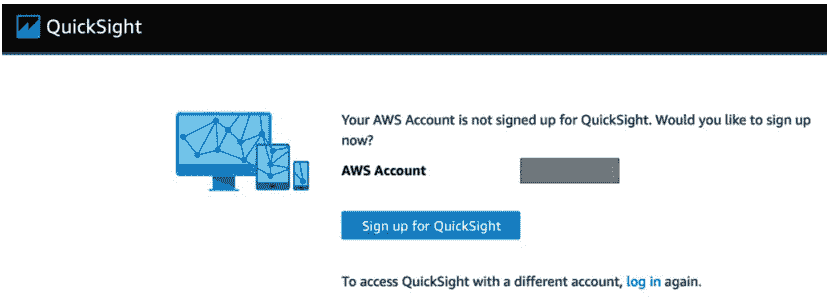 QuickSight
Your AWS Account is not signed up for QuickSight. Would you like to sign up
now?
AWS Account
Sign up for QuickSight
To access QuickSight with a different account, log in again.